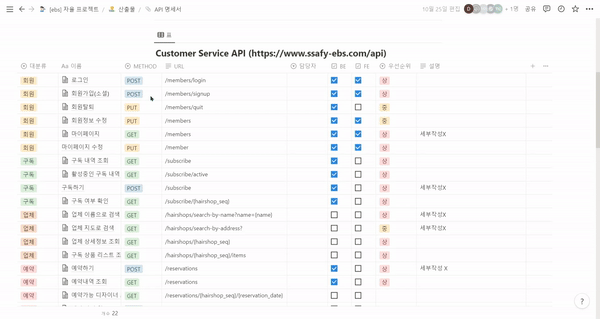 [ebs] 자율 프로젝트 / 산출물 / API 명세서 10월 25일 편집 +1명 공유
표
Customer Service API (https://www.ssafy-ebs.com/api)
대분류 Aa 이름 METHOD URL 담당자 BE FE 우선순위 설명
회원 로그인 POST /members/login 상
회원 회원가입(소셜) POST /members/signup 상
회원 회원탈퇴 PUT /members/quit 중
회원 회원정보 수정 PUT /members 중
회원 마이페이지 GET /members 상 세부작성X
회원 마이페이지 수정 PUT /member 상
구독 구독 내역 조회 GET /subscribe 상
구독 활성중인 구독 내역 GET /subscribe/active 상
구독 구독하기 POST /subscribe 상 세부작성X
구독 구독 여부 확인 GET /subscribe/{hairshop_seq} 상
업체 업체 이름으로 검색 GET /hairshops/search-by-name?name={name} 상 세부작성X
업체 업체 지도로 검색 GET /hairshops/search-by-address? 중 세부작성X
업체 업체 상세정보 조회 GET /hairshops/{hairshop_seq} 상
업체 구독 상품 리스트 조 GET /hairshops/{hairshop_seq}/items 상
예약 예약하기 POST /reservations 상 세부작성 X
예약 예약내역 조회 GET /reservations 상
예약 예약가능 디자이너 GET /reservations/{hairshop_seq}/{reservation_date}
개수 22